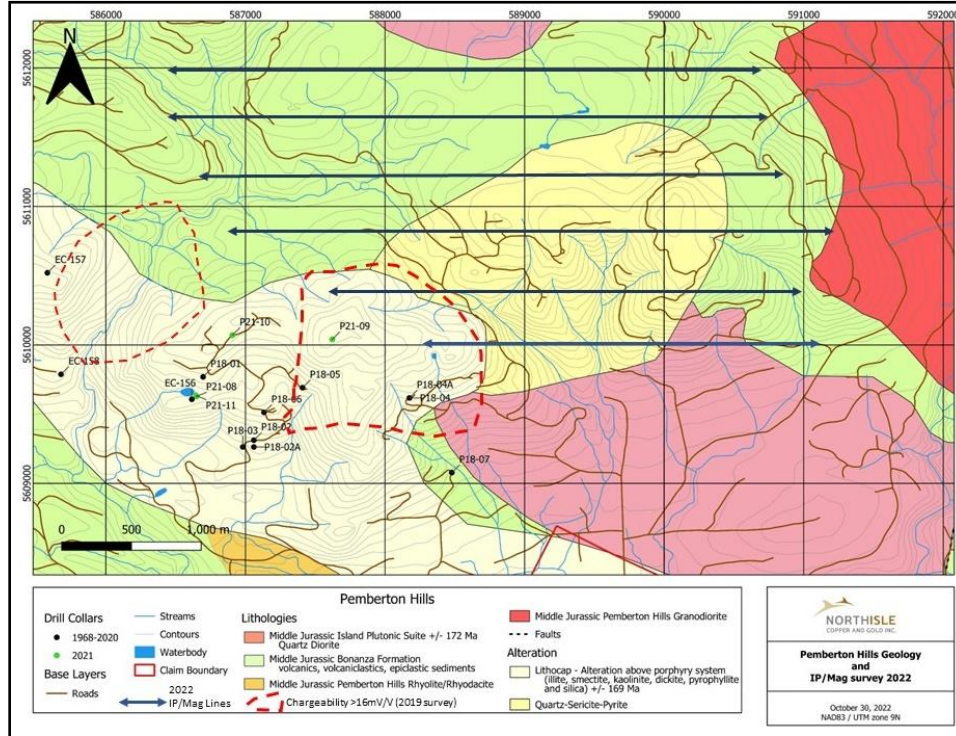 586000 587000 588000 589000 590000 591000 592000
N
5612000
5611000
5610000
5609000
EC-157
P21-10
P21-09
EC-158
P18-01
EC-156
P21-08
P18-05
P21-11
P18-06
P18-04A
P18-04
P18-03
P18-02
P18-02A
P18-07
0 500 1,000 m
Pemberton Hills
Drill Collars
1968-2020
2021
Base Layers
Roads
Streams
Contours
Waterbody
Claim Boundary
2022
IP/Mag Lines
Lithologies
Middle Jurassic Island Plutonic Suite +/- 172 Ma
Quartz Diorite
Middle Jurassic Bonanza Formation
volcanics, volcaniclastics, epiclastic sediments
Middle Jurassic Pemberton Hills Rhyolite/Rhyodacite
Chargeability >16mV/V (2019 survey)
Middle Jurassic Pemberton Hills Granodiorite
Faults
Alteration
Lithocap - Alteration above porphyry system
(illite, smectite, kaolinite, dickite, pyrophyllite
and silica) +/- 169 Ma
Quartz-Sericite-Pyrite
NORTHISLE
COPPER AND GOLD INC.
Pemberton Hills Geology
and
IP/Mag survey 2022
October 30, 2022
NAD83 / UTM zone 9N